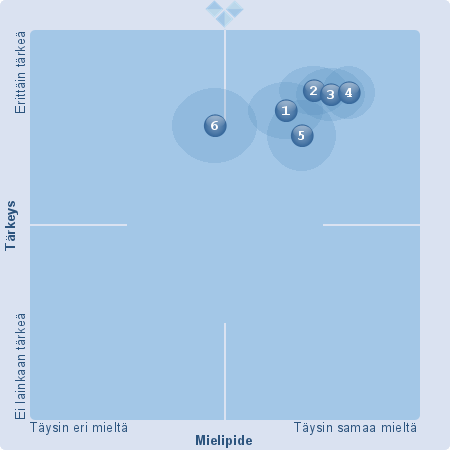 Erittäin tärkeä
Tärkeys
Ei lainkaan tärkeä
2
3
4
1
6
5
Täysin eri mieltä
Täysin samaa mieltä
Mielipide